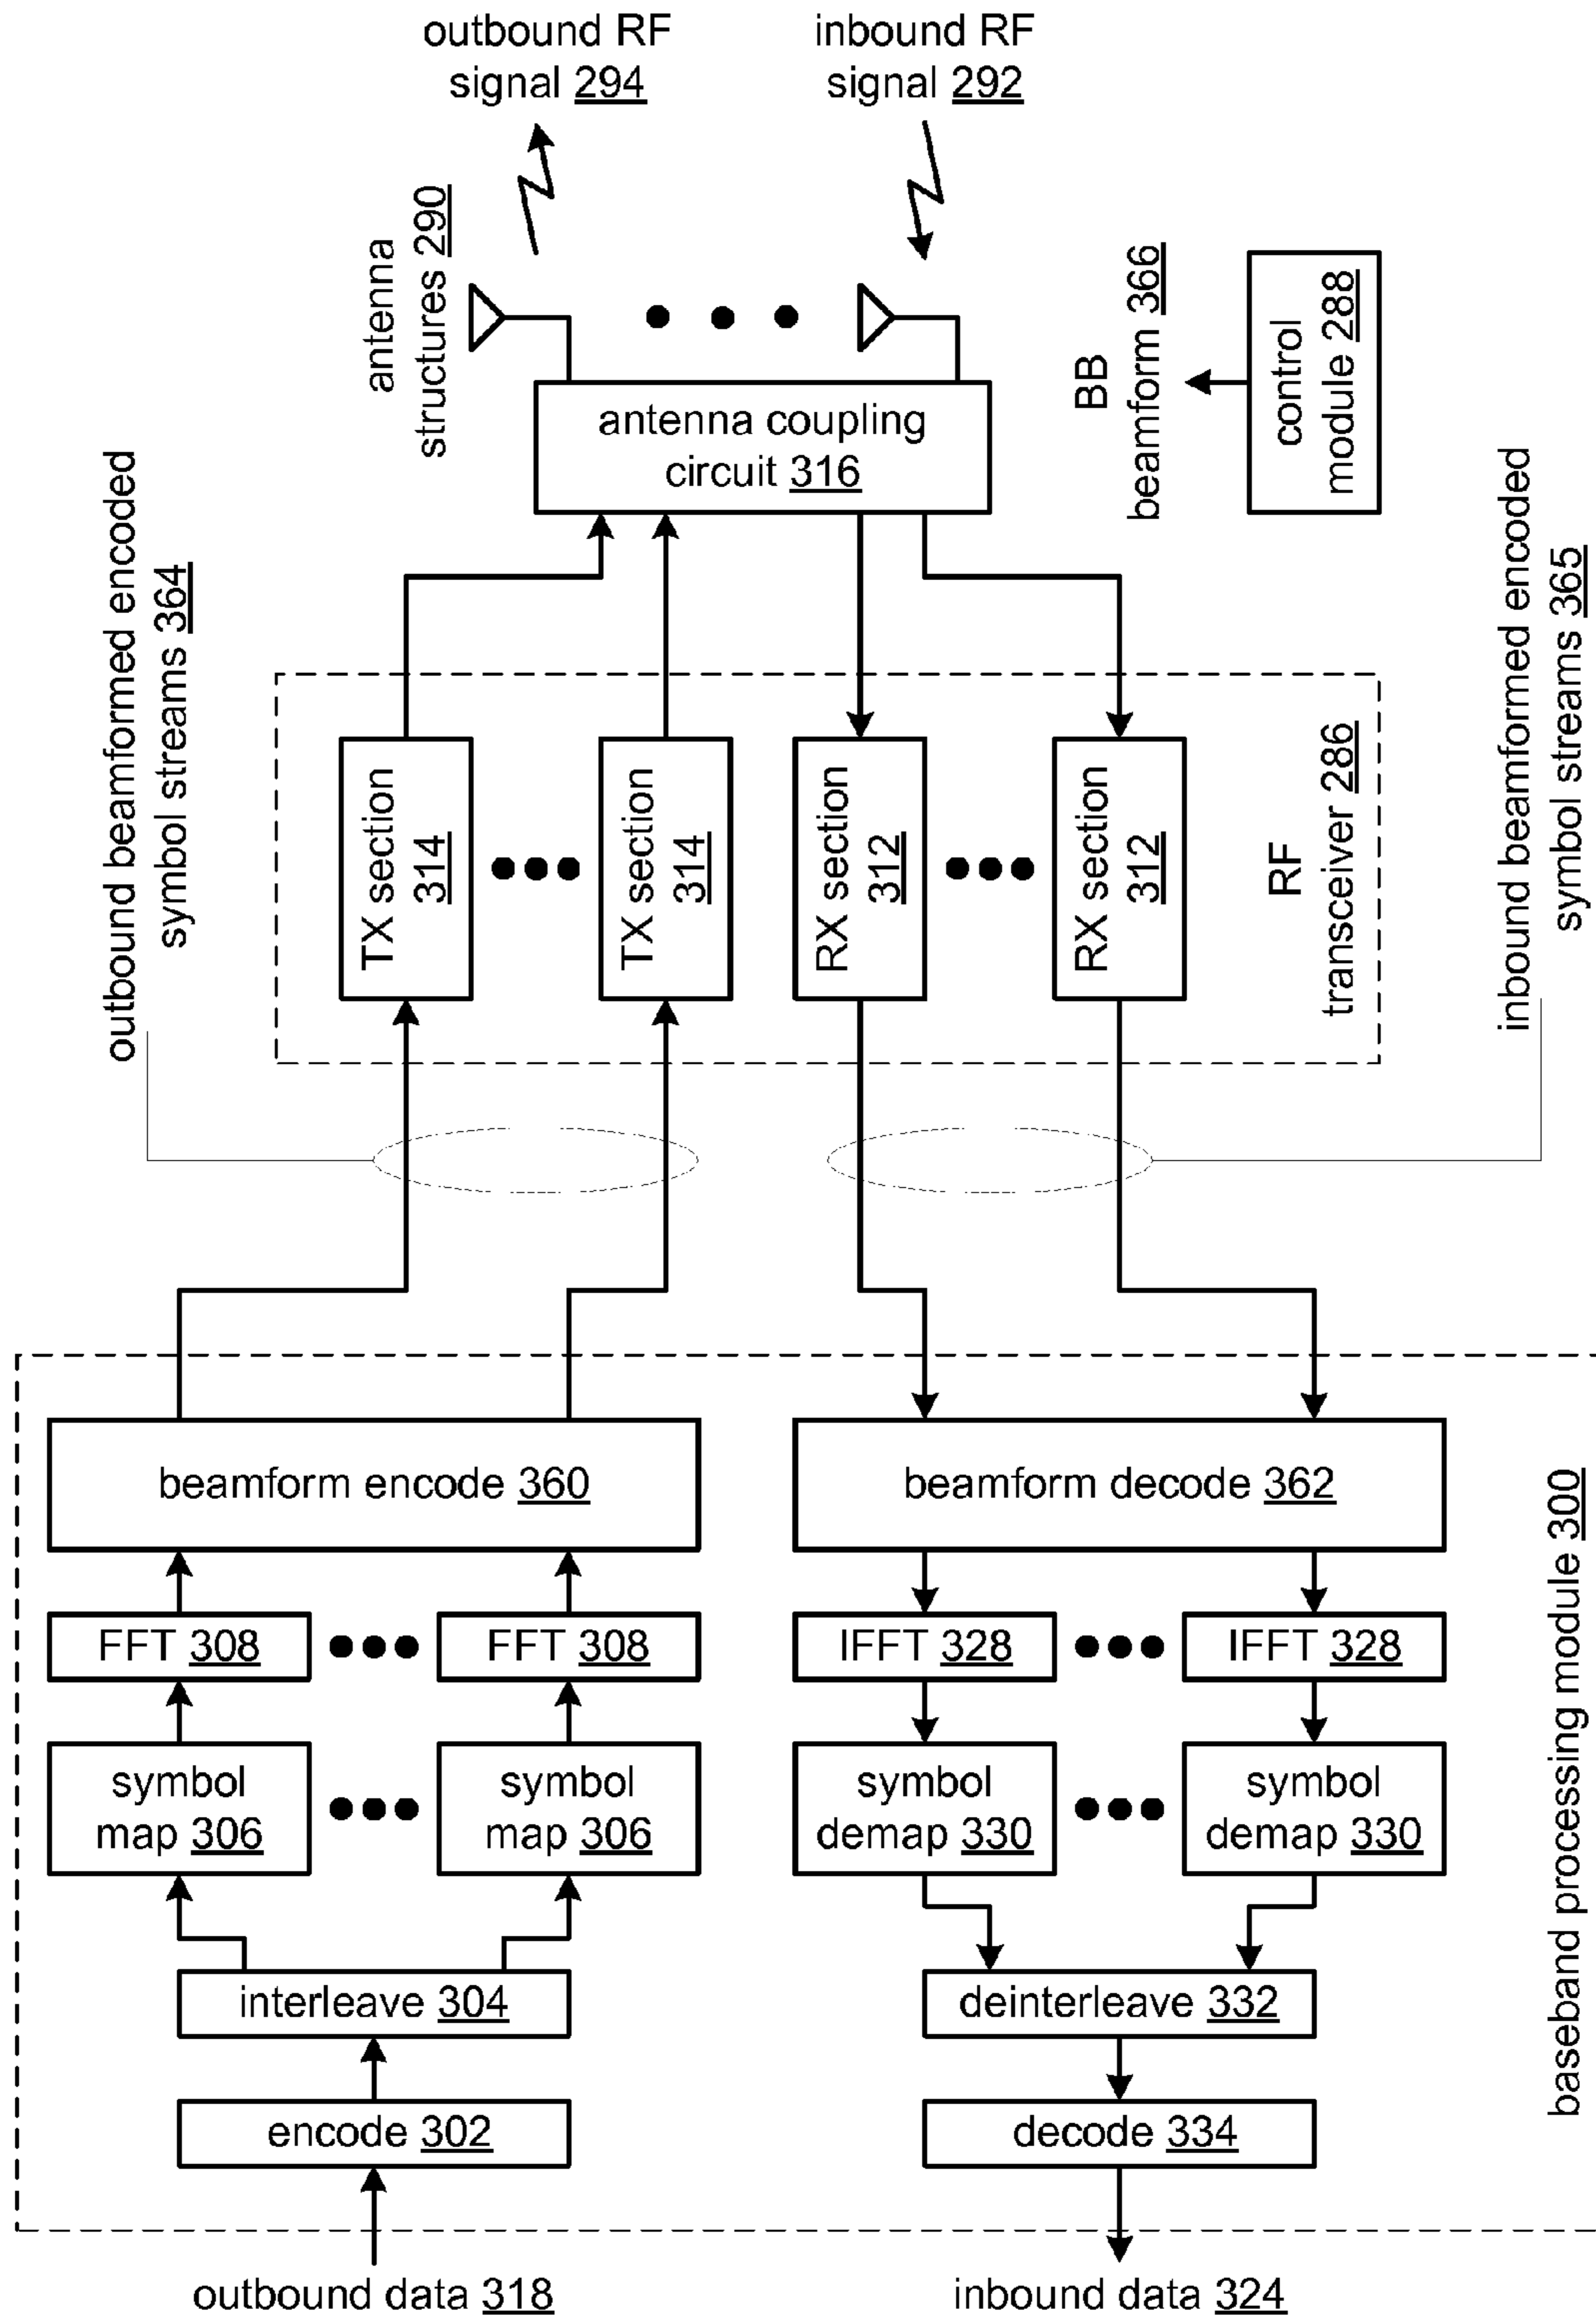 outbound RF
signal 294
inbound RF
signal 292
antenna
structures 290
antenna coupling
circuit 316
BB
beamform 366
control
module 288
outbound beamformed encoded
symbol streams 364
inbound beamformed encoded
symbol streams 365
TX section
314
TX section
314
RX section
312
RX section
312
RF
transceiver 286
beamform encode 360
beamform decode 362
FFT 308
FFT 308
IFFT 328
IFFT 328
symbol
map 306
symbol
map 306
symbol
demap 330
symbol
demap 330
interleave 304
deinterleave 332
encode 302
decode 334
baseband processing module 300
outbound data 318
inbound data 324